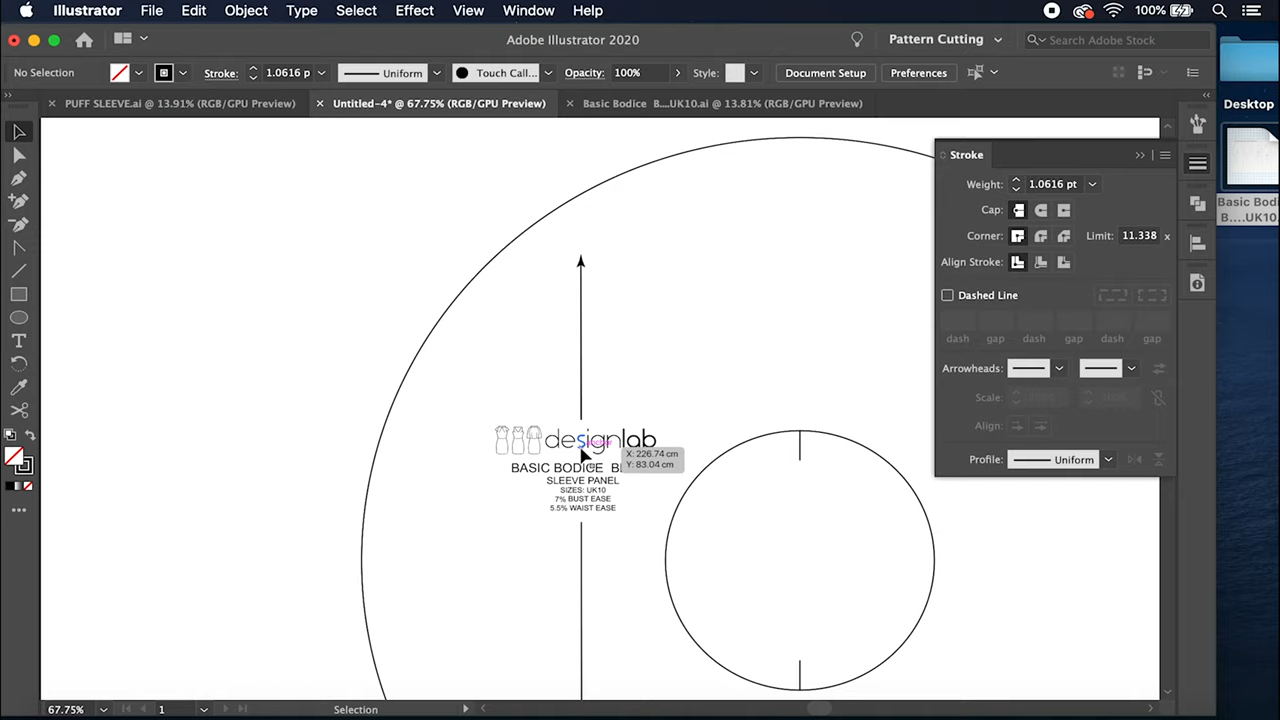 Illustrator File Edit Object Type Select Effect View Window Help 100%
Adobe Illustrator 2020 Pattern Cutting Search Adobe Stock
No Selection Stroke: 1.0616 p Uniform Touch Call... Opacity: 100% Style: Document Setup Preferences
PUFF SLEEVE.ai @ 13.91% (RGB/GPU Preview) Untitled-4* @ 67.75% (RGB/GPU Preview) Basic Bodice B....UK10.ai @ 13.81% (RGB/GPU Preview)
Desktop
Stroke
Weight: 1.0616 pt
Cap:
Basic Bodi
B....UK10
Corner: Limit: 11.338 x
Align Stroke:
Dashed Line
dash gap dash gap dash gap
Arrowheads:
Scale:
Align:
Profile: Uniform
designlab
X: 226.74 cm
Y: 83.04 cm
BASIC BODICE
SLEEVE PANEL
SIZES: UK10
7% BUST EASE
5.5% WAIST EASE
67.75% 1 Selection